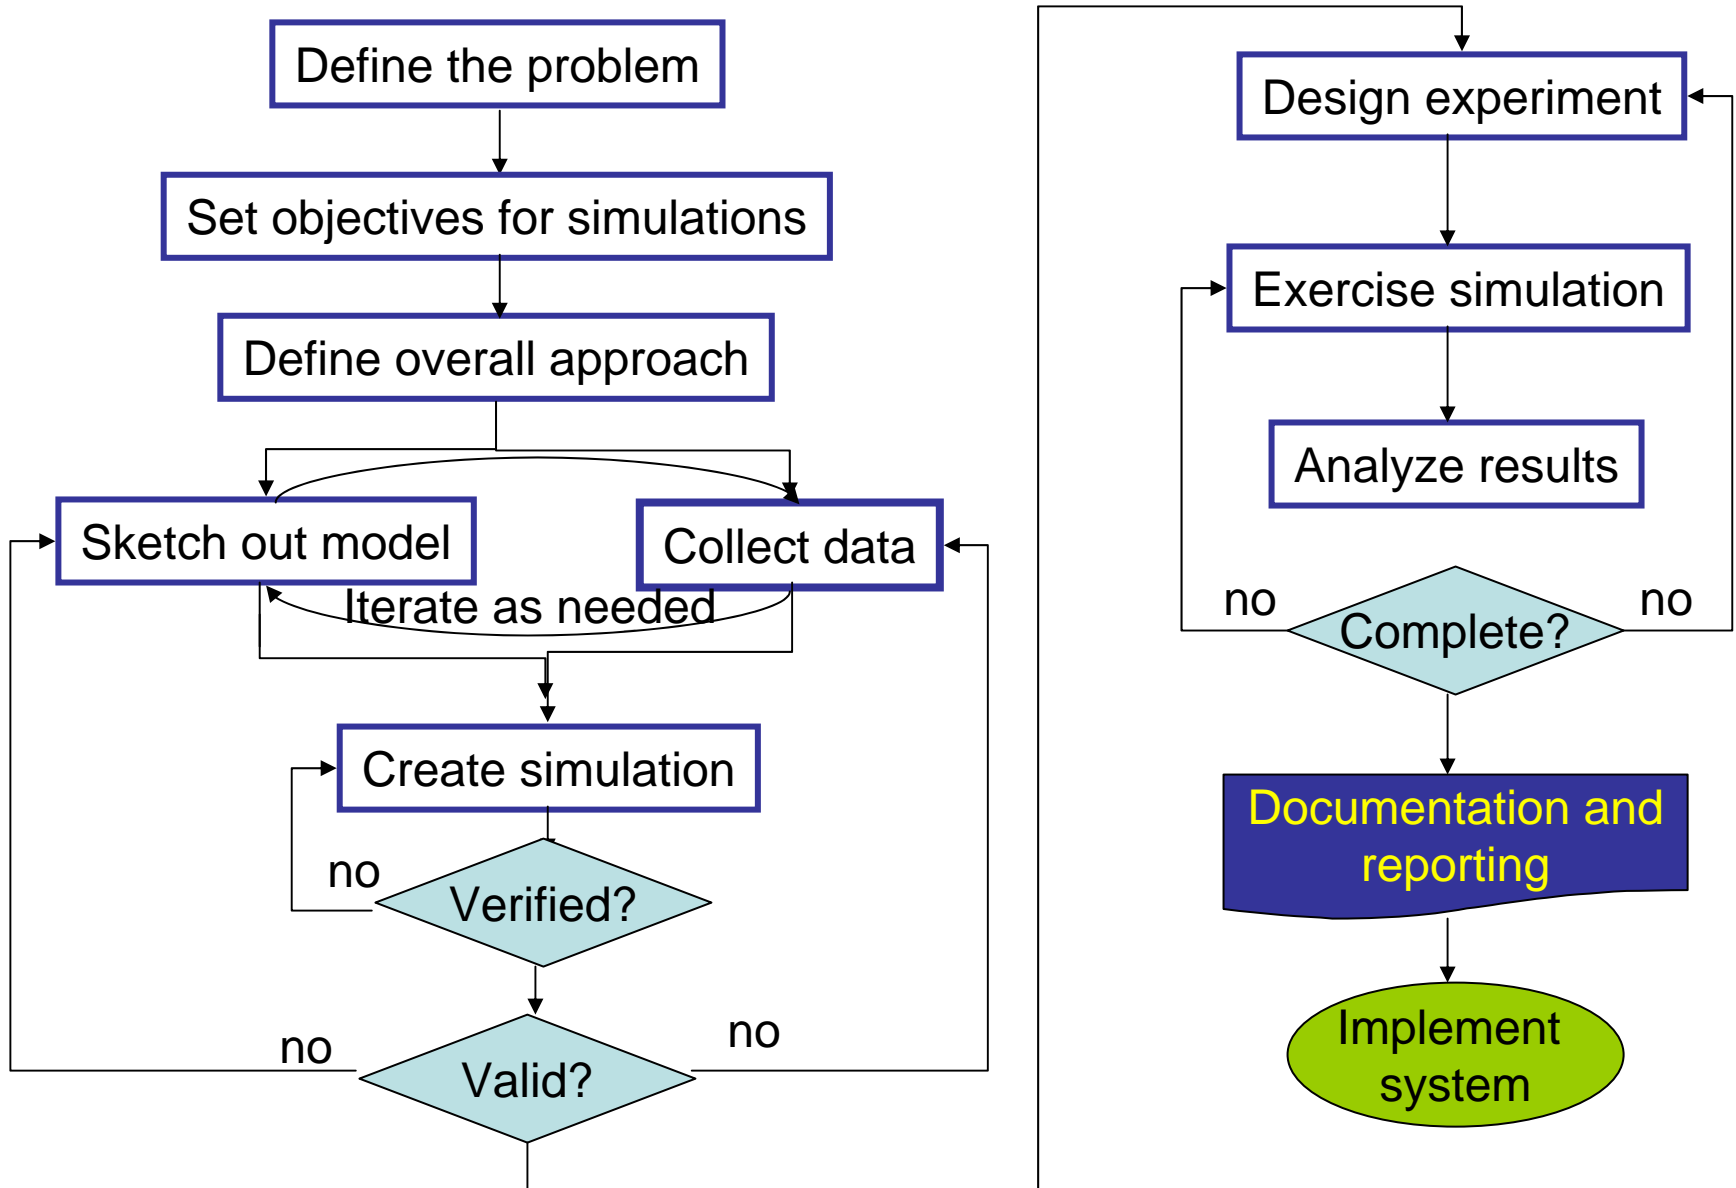 Define the problem
Set objectives for simulations
Define overall approach
Sketch out model
Collect data
Iterate as needed
Create simulation
no
Verified?
no
no
Valid?
Design experiment
Exercise simulation
Analyze results
no
no
Complete?
Documentation and
reporting
Implement
system